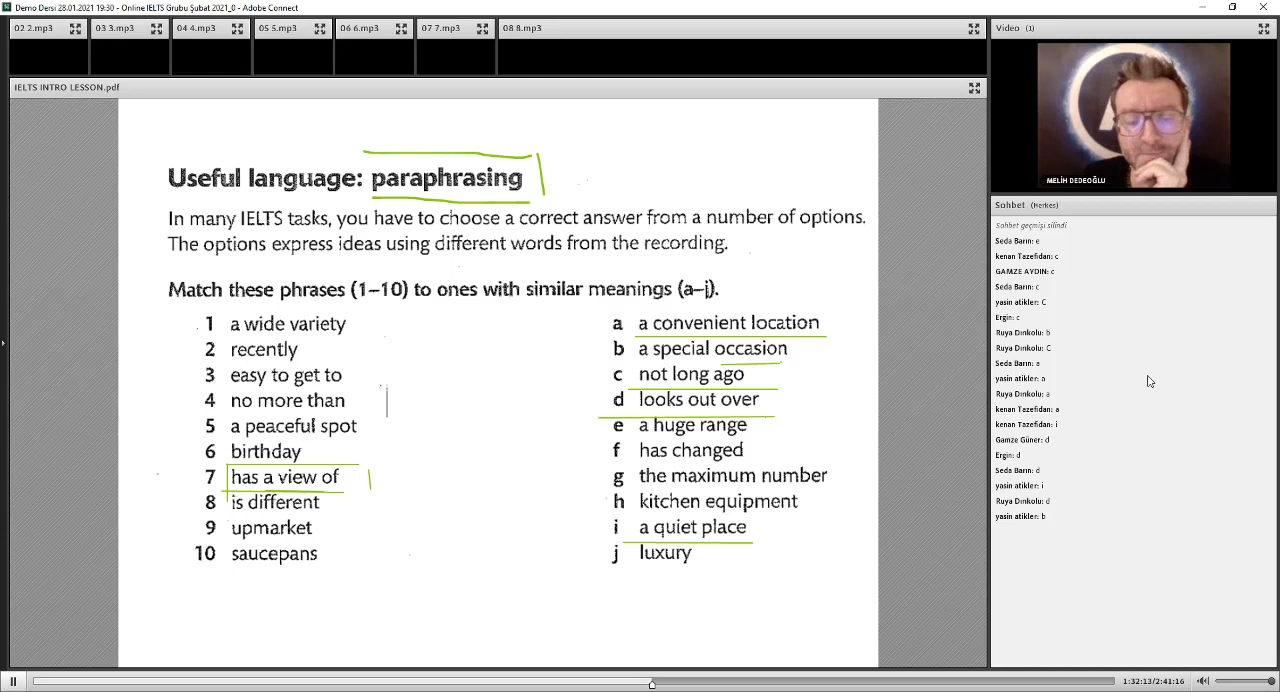 Demo Dersi 28.01.2021 19:30 - Online IELTS Grubu Şubat 2021_0 - Adobe Connect
02 2.mp3
03 3.mp3
04 4.mp3
05 5.mp3
06 6.mp3
07 7.mp3
08 8.mp3
Video (1)
IELTS INTRO LESSON.pdf
Useful language: paraphrasing
In many IELTS tasks, you have to choose a correct answer from a number of options.
The options express ideas using different words from the recording.
Match these phrases (1–10) to ones with similar meanings (a–j).
1 a wide variety
2 recently
3 easy to get to
4 no more than
5 a peaceful spot
6 birthday
7 has a view of
8 is different
9 upmarket
10 saucepans
a a convenient location
b a special occasion
c not long ago
d looks out over
e a huge range
f has changed
g the maximum number
h kitchen equipment
i a quiet place
j luxury
MELİH DEDEOĞLU
Sohbet (Herkes)
Sohbet geçmişi silindi
Seda Barın: e
kenan Tazefidan: c
GAMZE AYDIN: c
Seda Barın: c
yasin atikler: C
Ergin: c
Ruya Dınkolu: b
Ruya Dınkolu: C
Seda Barın: a
yasin atikler: a
Ruya Dınkolu: a
kenan Tazefidan: a
kenan Tazefidan: i
Gamze Güner: d
Ergin: d
Seda Barın: d
yasin atikler: i
Ruya Dınkolu: d
yasin atikler: b
1:32:13/2:41:16